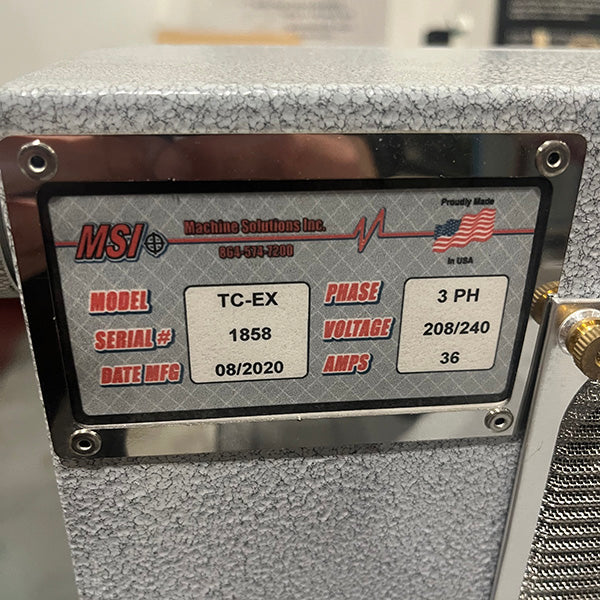 MSI Machine Solutions Inc.
864-574-7200
Proudly Made
In USA
MODEL TC-EX
SERIAL # 1858
DATE MFG 08/2020
PHASE 3 PH
VOLTAGE 208/240
AMPS 36